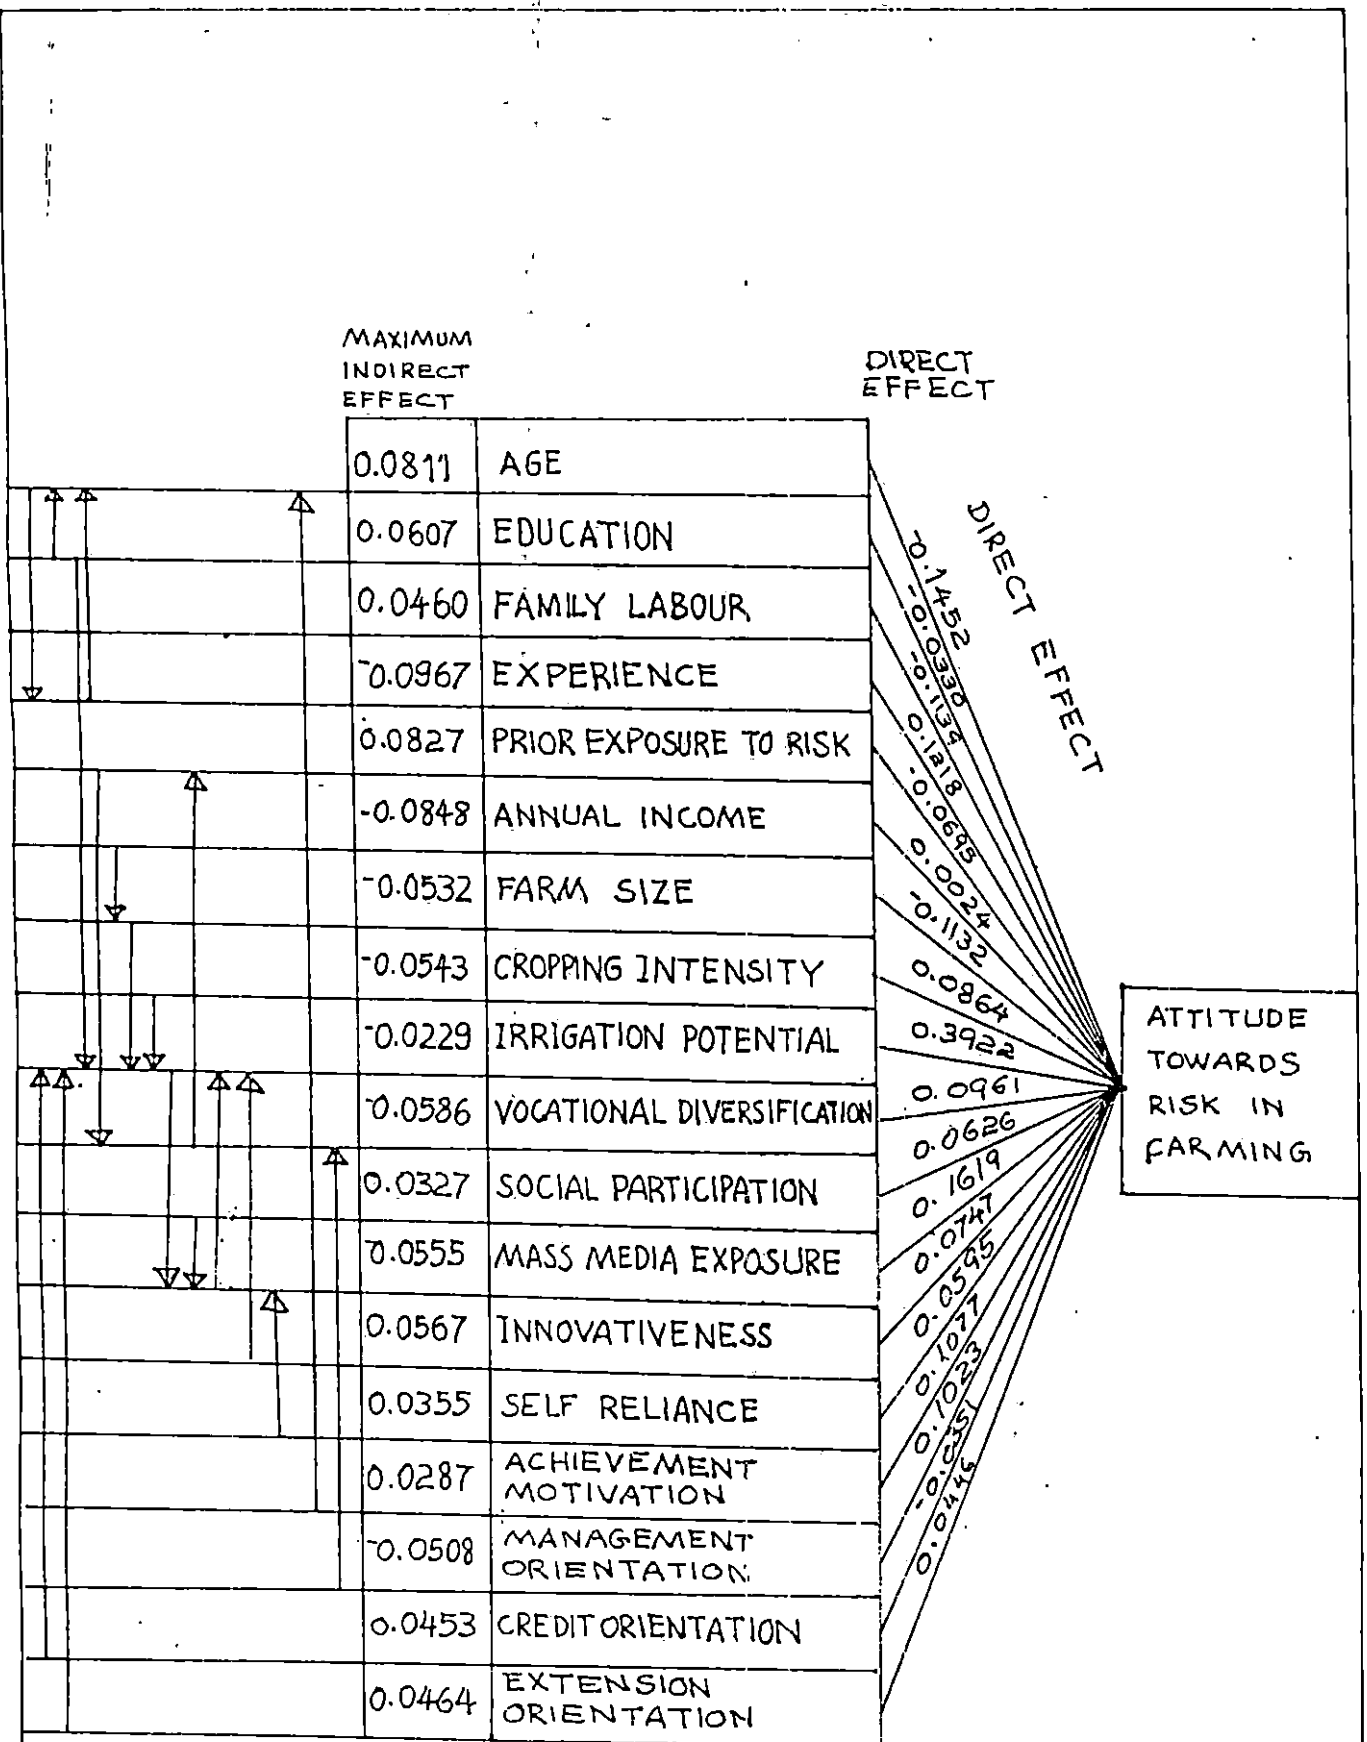 MAXIMUM
INDIRECT
EFFECT
DIRECT
EFFECT
0.0811 AGE
0.0607 EDUCATION
0.0460 FAMILY LABOUR
-0.0967 EXPERIENCE
0.0827 PRIOR EXPOSURE TO RISK
-0.0848 ANNUAL INCOME
-0.0532 FARM SIZE
-0.0543 CROPPING INTENSITY
-0.0229 IRRIGATION POTENTIAL
-0.0586 VOCATIONAL DIVERSIFICATION
0.0327 SOCIAL PARTICIPATION
0.0555 MASS MEDIA EXPOSURE
0.0567 INNOVATIVENESS
0.0355 SELF RELIANCE
0.0287 ACHIEVEMENT
MOTIVATION
-0.0508 MANAGEMENT
ORIENTATION
0.0453 CREDIT ORIENTATION
0.0464 EXTENSION
ORIENTATION
DIRECT EFFECT
-0.1452
-0.0330
-0.1134
0.1218
-0.0695
0.0024
-0.1132
0.0864
0.3922
0.0961
0.0626
0.1619
0.0747
0.0595
0.1077
0.1023
-0.0351
0.0446
ATTITUDE
TOWARDS
RISK IN
FARMING